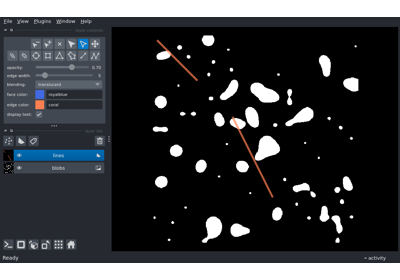 File View Plugins Window Help
opacity: 0.70
edge width: 5
blending: translucent
face color: royalblue
edge color: coral
display text: ✓
lines
blobs
Ready
activity